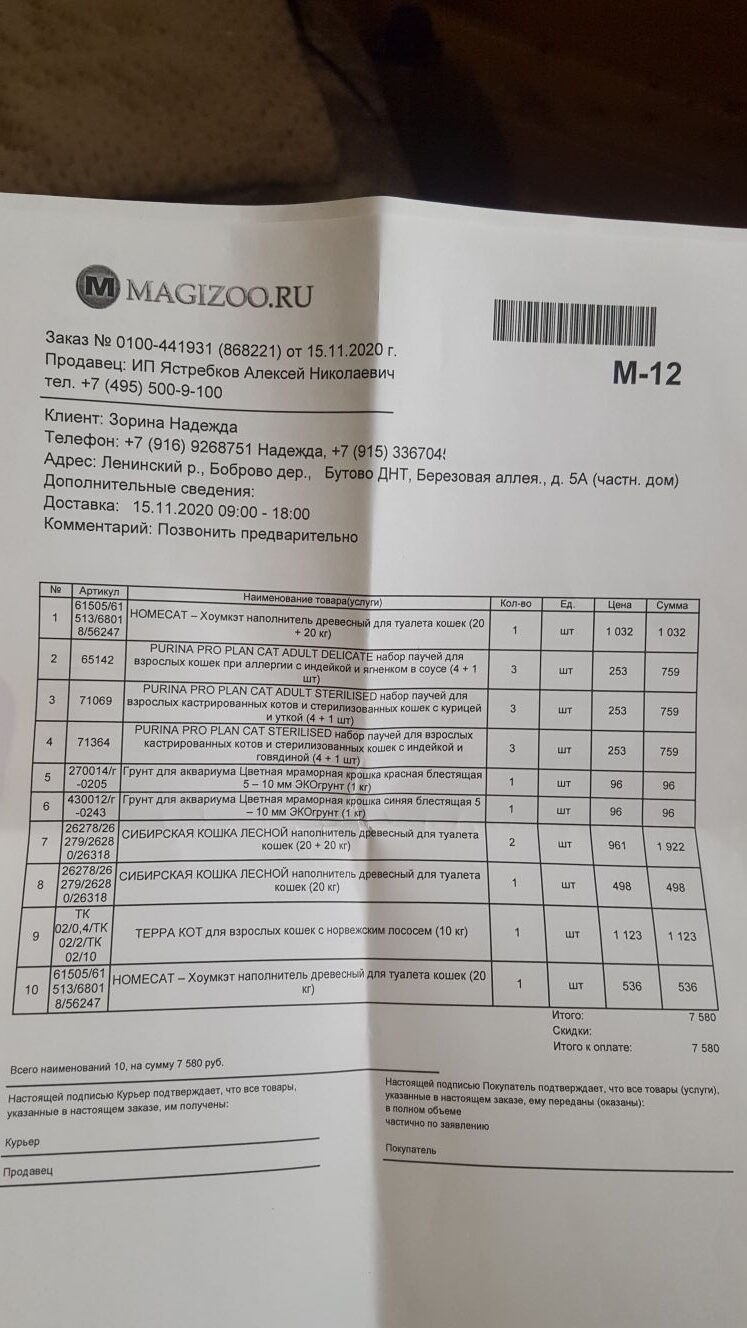 M MAGIZOO.RU
Заказ № 0100-441931 (868221) от 15.11.2020 г.
Продавец: ИП Ястребков Алексей Николаевич
тел. +7 (495) 500-9-100
M-12
Клиент: Зорина Надежда
Телефон: +7 (916) 9268751 Надежда, +7 (915) 336704
Адрес: Ленинский р., Боброво дер., Бутово ДНТ, Березовая аллея., д. 5А (частн. дом)
Дополнительные сведения:
Доставка: 15.11.2020 09:00 - 18:00
Комментарий: Позвонить предварительно
№ Артикул Наименование товара(услуги) Кол-во Ед. Цена Сумма
1 61505/61513/68018/56247 HOMECAT – Хоумкэт наполнитель древесный для туалета кошек (20 + 20 кг) 1 шт 1 032 1 032
2 65142 PURINA PRO PLAN CAT ADULT DELICATE набор паучей для взрослых кошек при аллергии с индейкой и ягненком в соусе (4 + 1 шт) 3 шт 253 759
3 71069 PURINA PRO PLAN CAT ADULT STERILISED набор паучей для взрослых кастрированных котов и стерилизованных кошек с курицей и уткой (4 + 1 шт) 3 шт 253 759
4 71364 PURINA PRO PLAN CAT STERILISED набор паучей для взрослых кастрированных котов и стерилизованных кошек с индейкой и говядиной (4 + 1 шт) 3 шт 253 759
5 270014/г-0205 Грунт для аквариума Цветная мраморная крошка красная блестящая 5 – 10 мм ЭКОгрунт (1 кг) 1 шт 96 96
6 430012/г-0243 Грунт для аквариума Цветная мраморная крошка синяя блестящая 5 – 10 мм ЭКОгрунт (1 кг) 1 шт 96 96
7 26278/26279/26280/26318 СИБИРСКАЯ КОШКА ЛЕСНОЙ наполнитель древесный для туалета кошек (20 + 20 кг) 2 шт 961 1 922
8 26278/26279/26280/26318 СИБИРСКАЯ КОШКА ЛЕСНОЙ наполнитель древесный для туалета кошек (20 кг) 1 шт 498 498
9 ТК 02/0,4/ТК 02/2/ТК 02/10 ТЕРРА КОТ для взрослых кошек с норвежским лососем (10 кг) 1 шт 1 123 1 123
10 61505/61513/68018/56247 HOMECAT – Хоумкэт наполнитель древесный для туалета кошек (20 кг) 1 шт 536 536
Итого: 7 580
Скидки:
Итого к оплате: 7 580
Всего наименований 10, на сумму 7 580 руб.
Настоящей подписью Курьер подтверждает, что все товары,
указанные в настоящем заказе, им получены:
Курьер
Продавец
Настоящей подписью Покупатель подтверждает, что все товары (услуги),
указанные в настоящем заказе, ему переданы (оказаны):
в полном объеме
частично по заявлению
Покупатель